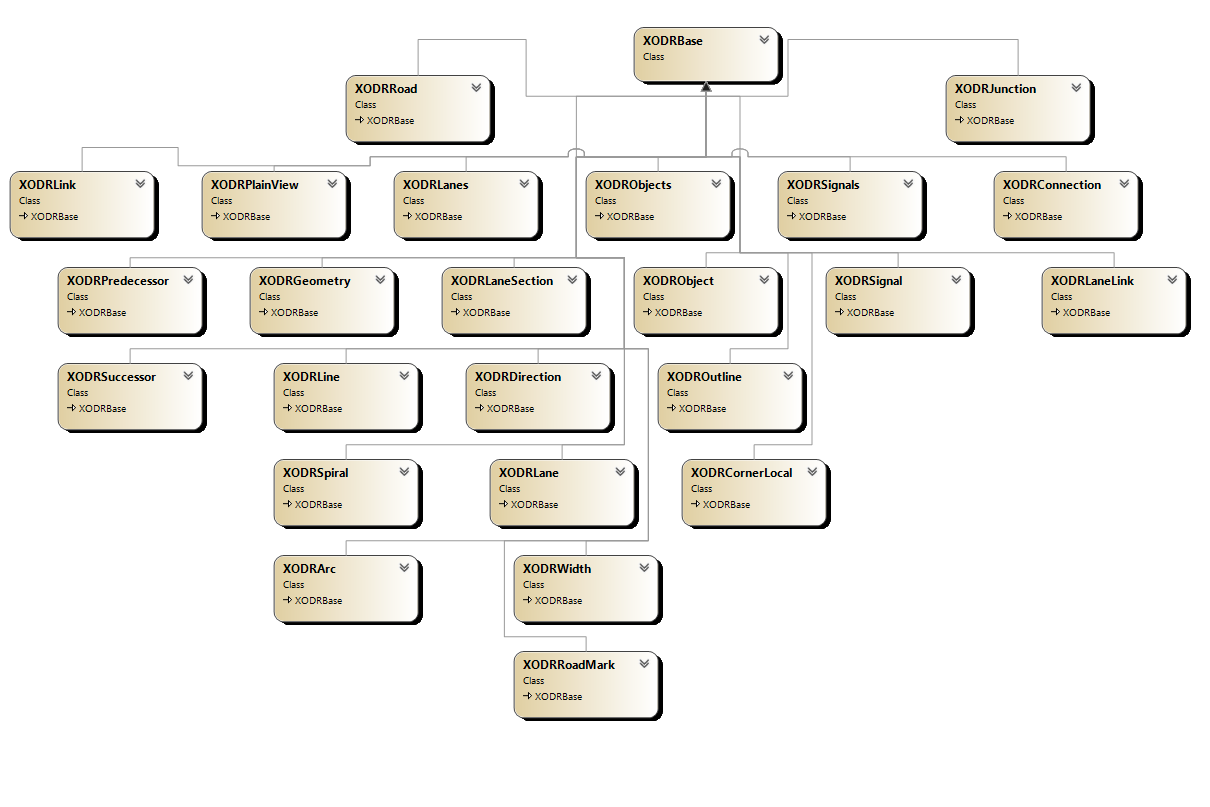 XODRBase
Class
XODRRoad
Class
XODRBase
XODRJunction
Class
XODRBase
XODRLink
Class
XODRBase
XODRPlainView
Class
XODRBase
XODRLanes
Class
XODRBase
XODRObjects
Class
XODRBase
XODRSignals
Class
XODRBase
XODRConnection
Class
XODRBase
XODRPredecessor
Class
XODRBase
XODRGeometry
Class
XODRBase
XODRLaneSection
Class
XODRBase
XODRObject
Class
XODRBase
XODRSignal
Class
XODRBase
XODRLaneLink
Class
XODRBase
XODRSuccessor
Class
XODRBase
XODRLine
Class
XODRBase
XODRDirection
Class
XODRBase
XODROutline
Class
XODRBase
XODRSpiral
Class
XODRBase
XODRLane
Class
XODRBase
XODRCornerLocal
Class
XODRBase
XODRArc
Class
XODRBase
XODRWidth
Class
XODRBase
XODRRoadMark
Class
XODRBase